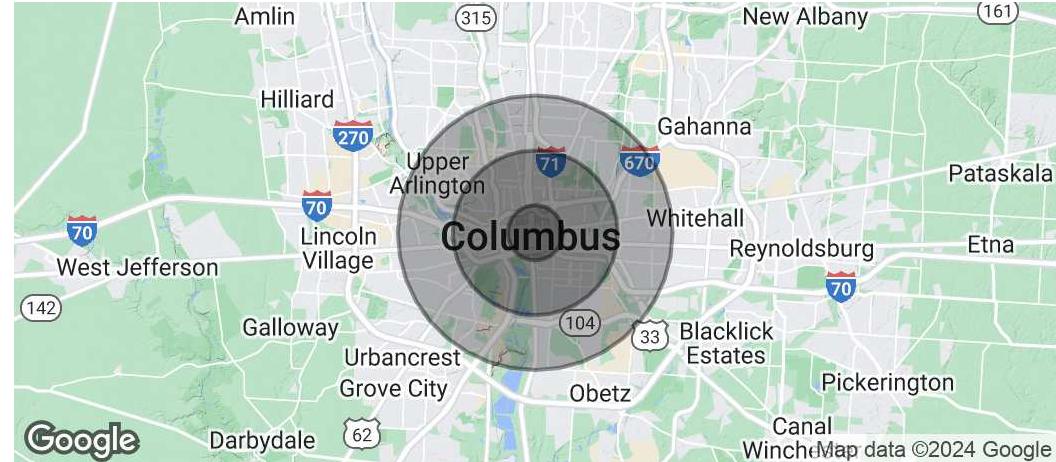 Amlin
315
New Albany
161
Hilliard
270
Gahanna
Upper
Arlington
71
670
Pataskala
70
70
Whitehall
Columbus
Lincoln
Village
Reynoldsburg
Etna
West Jefferson
70
142
Galloway
104
33
Blacklick
Estates
Urbancrest
Grove City
Obetz
Pickerington
Canal
Winchester
62
Darbydale
Google
Map data ©2024 Google